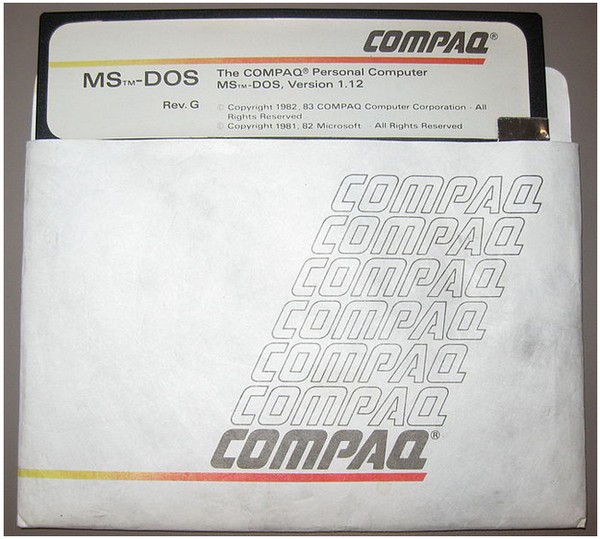 COMPAQ®
MS™-DOS
The COMPAQ® Personal Computer
MS™-DOS, Version 1.12
Rev. G
© Copyright 1982, 83 COMPAQ Computer Corporation - All
Rights Reserved
© Copyright 1981, 82 Microsoft - All Rights Reserved
COMPAQ
COMPAQ
COMPAQ
COMPAQ
COMPAQ
COMPAQ
COMPAQ®